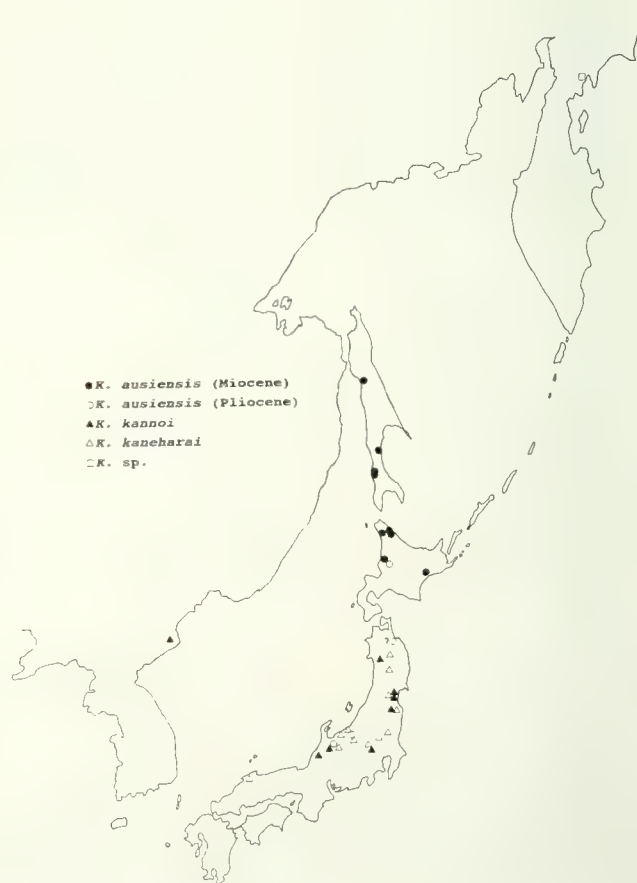 K. ausiensis (Miocene)
K. ausiensis (Pliocene)
K. kannoi
K. kaneharai
K. sp.